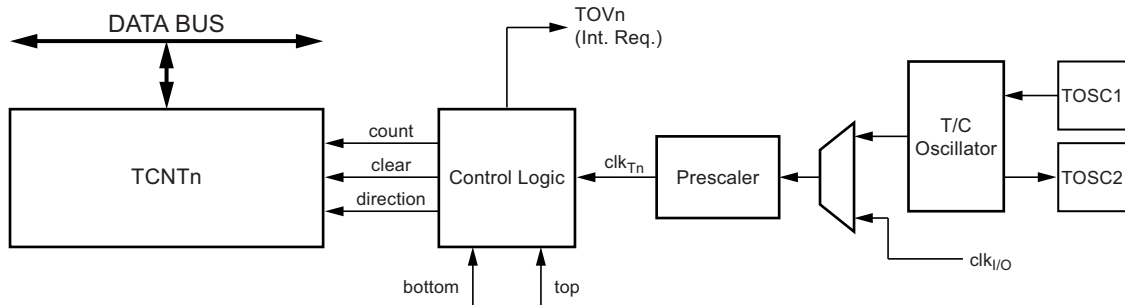 DATA BUS
TOVn
(Int. Req.)
TCNTn
count
clear
direction
Control Logic
bottom
top
clkTn
Prescaler
T/C
Oscillator
TOSC1
TOSC2
clkI/O